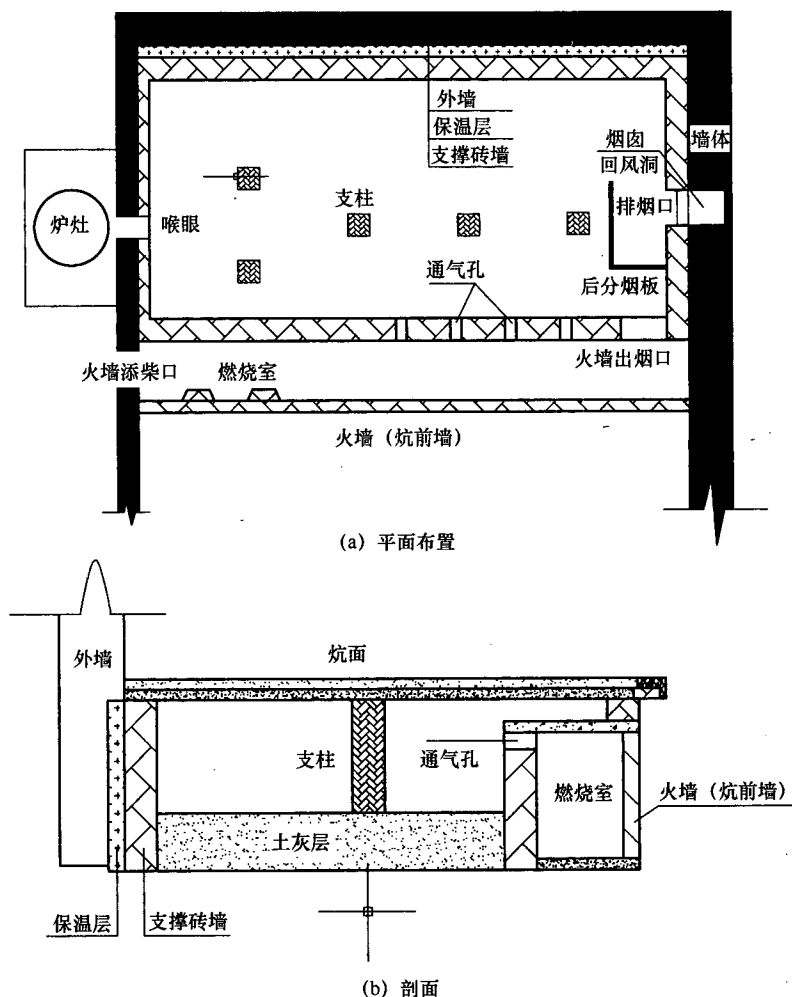 外墙
保温层
支撑砖墙
烟囱
墙体
回风洞
支柱
排烟口
炉灶
喉眼
通气孔
后分烟板
火墙添柴口
燃烧室
火墙出烟口
火墙（炕前墙）
(a) 平面布置
外墙
炕面
支柱
通气孔
燃烧室
火墙（炕前墙）
土灰层
保温层
支撑砖墙
(b) 剖面